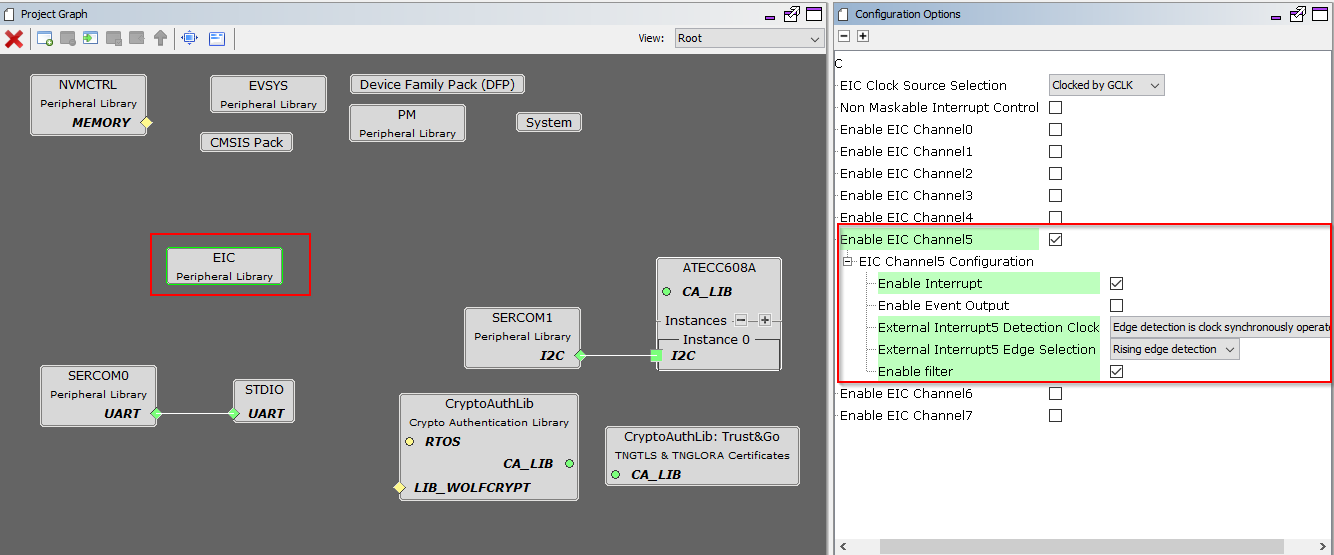 Project Graph
View:
Root
NVMCTRL
Peripheral Library
MEMORY
EVSYS
Peripheral Library
Device Family Pack (DFP)
PM
Peripheral Library
System
CMSIS Pack
EIC
Peripheral Library
ATECC608A
CA_LIB
Instances
Instance 0
I2C
SERCOM1
Peripheral Library
I2C
SERCOM0
Peripheral Library
UART
STDIO
UART
CryptoAuthLib
Crypto Authentication Library
RTOS
CA_LIB
LIB_WOLFCRYPT
CryptoAuthLib: Trust&Go
TNGTLS & TNGLORA Certificates
CA_LIB
Configuration Options
C
EIC Clock Source Selection Clocked by GCLK
Non Maskable Interrupt Control
Enable EIC Channel0
Enable EIC Channel1
Enable EIC Channel2
Enable EIC Channel3
Enable EIC Channel4
Enable EIC Channel5
EIC Channel5 Configuration
Enable Interrupt
Enable Event Output
External Interrupt5 Detection Clock Edge detection is clock synchronously operate
External Interrupt5 Edge Selection Rising edge detection
Enable filter
Enable EIC Channel6
Enable EIC Channel7